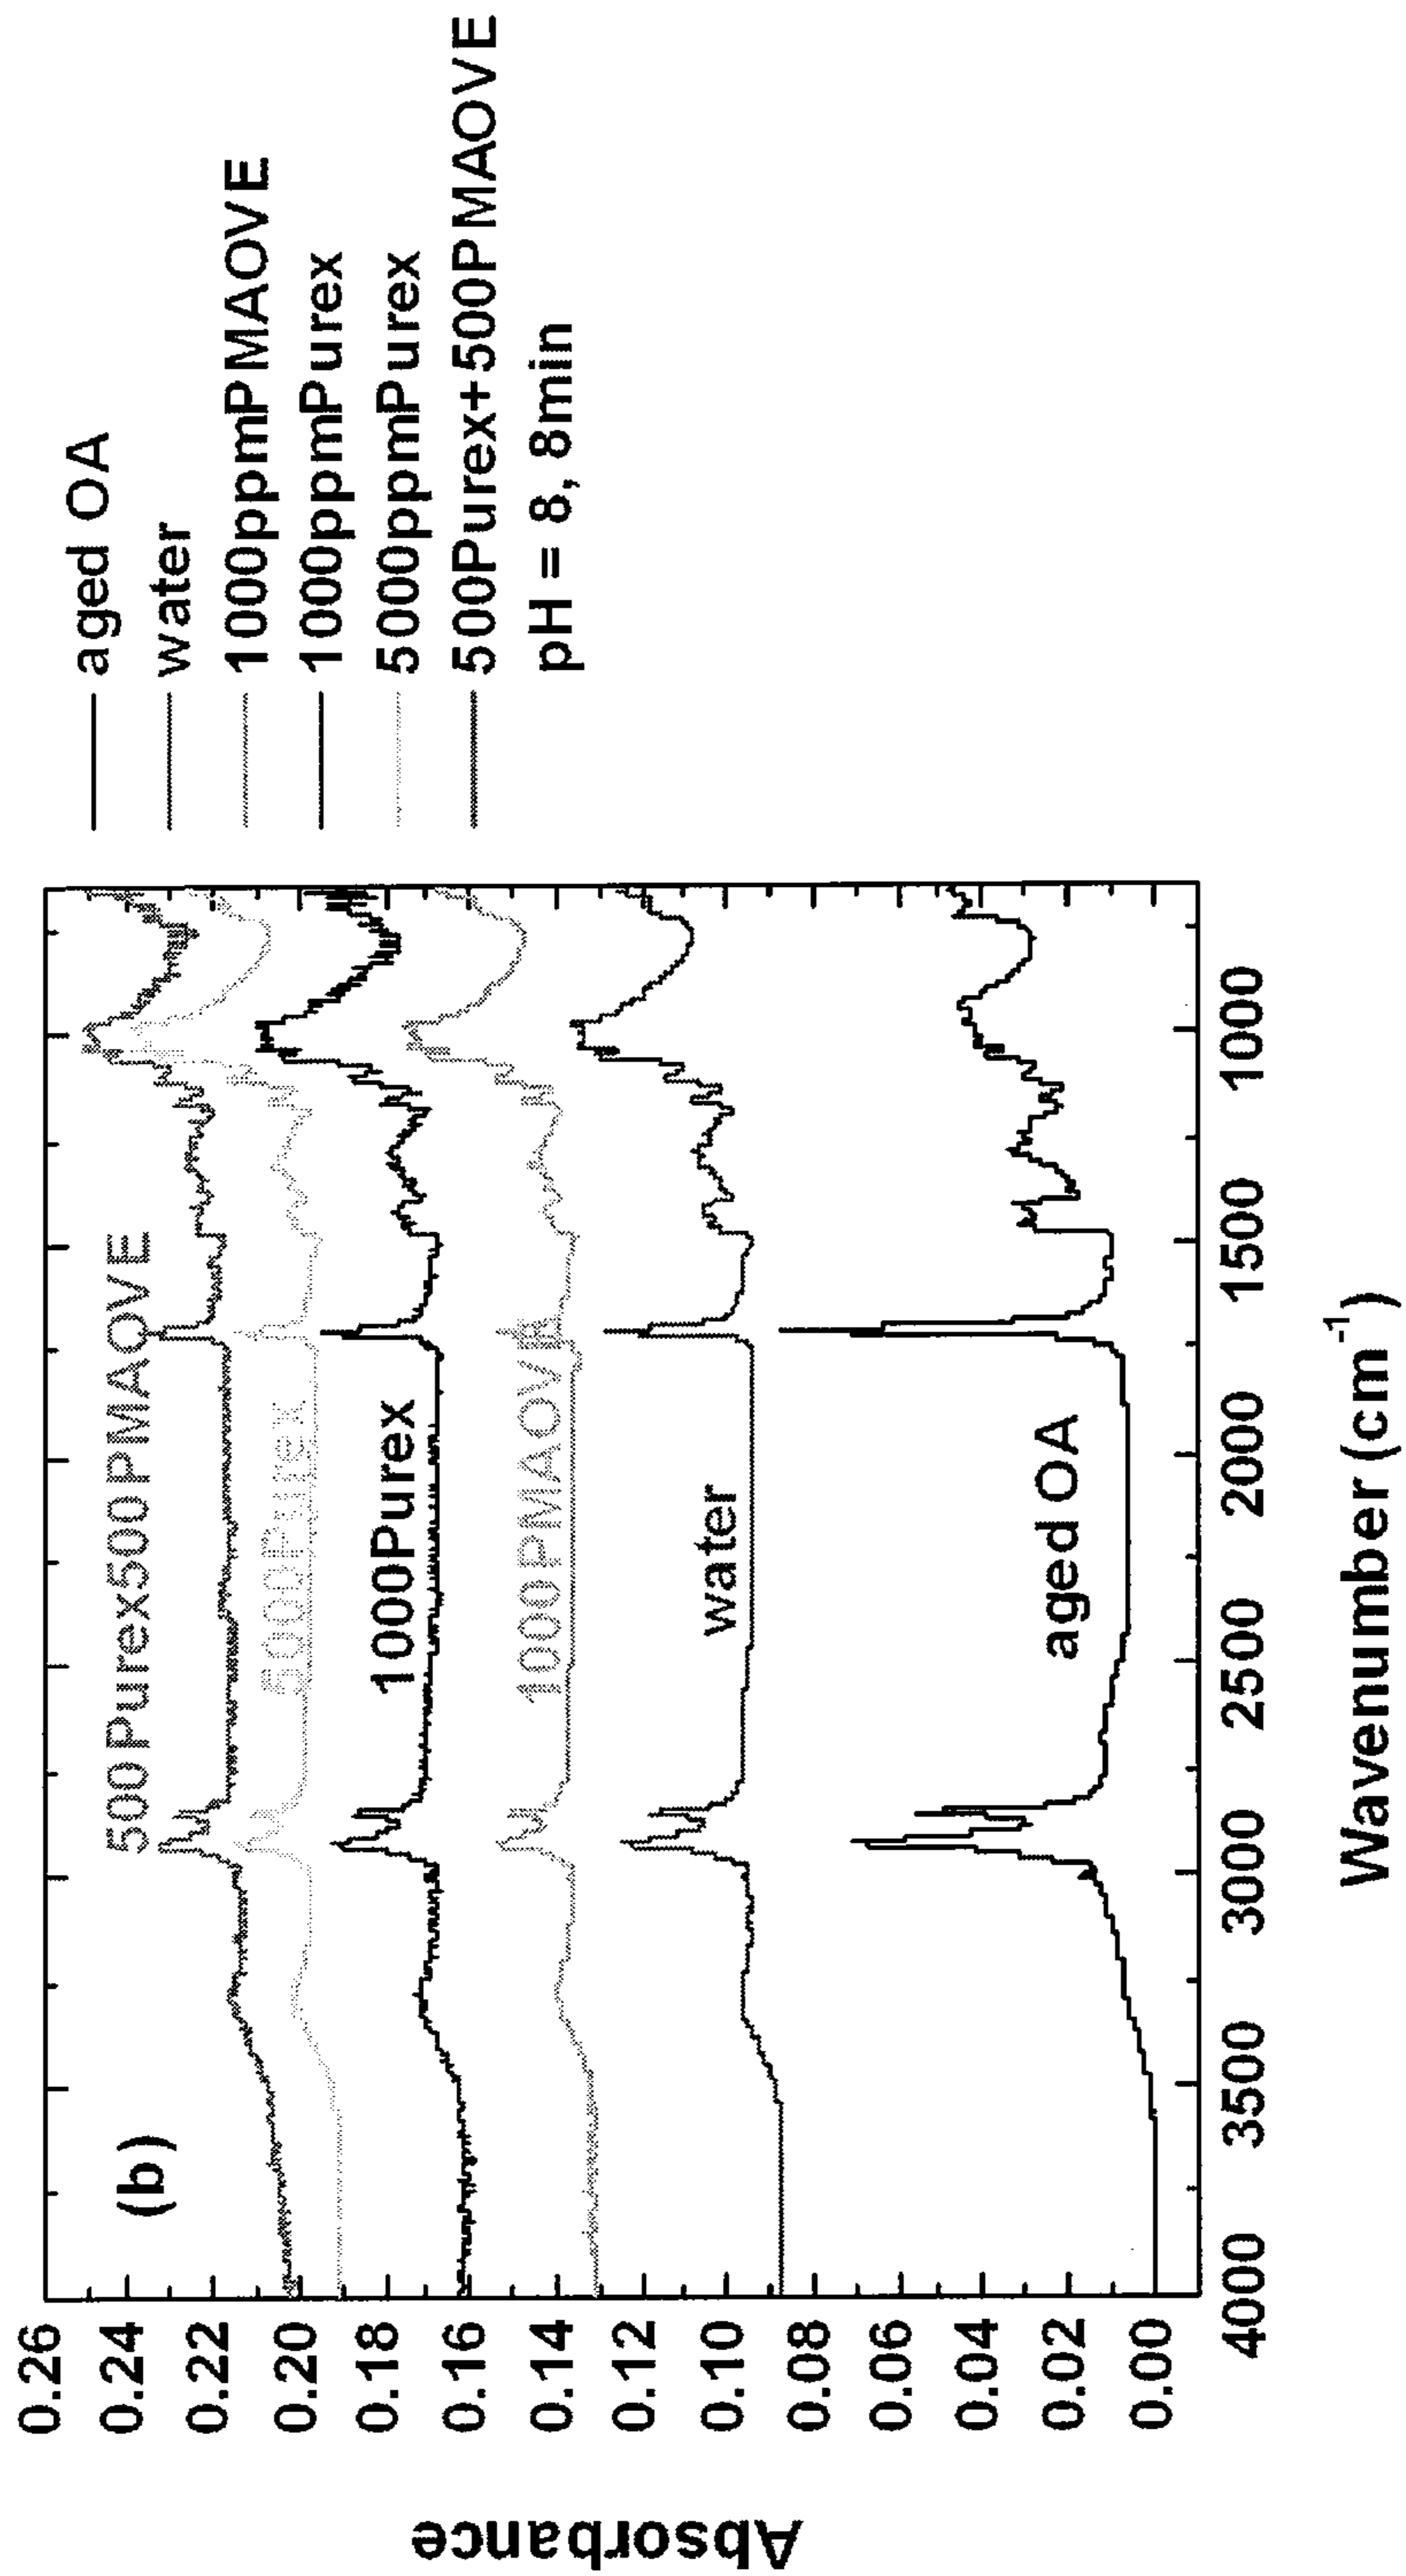 aged OA
water
1000ppmPMAOVE
1000ppmPurex
5000ppmPurex
500Purex+500PMAOVE
pH = 8, 8min
(b)
500Purex500PMAOVE
5000Purex
1000Purex
1000PMAOVE
water
aged OA
Absorbance
0.26
0.24
0.22
0.20
0.18
0.16
0.14
0.12
0.10
0.08
0.06
0.04
0.02
0.00
4000 3500 3000 2500 2000 1500 1000
Wavenumber (cm⁻¹)